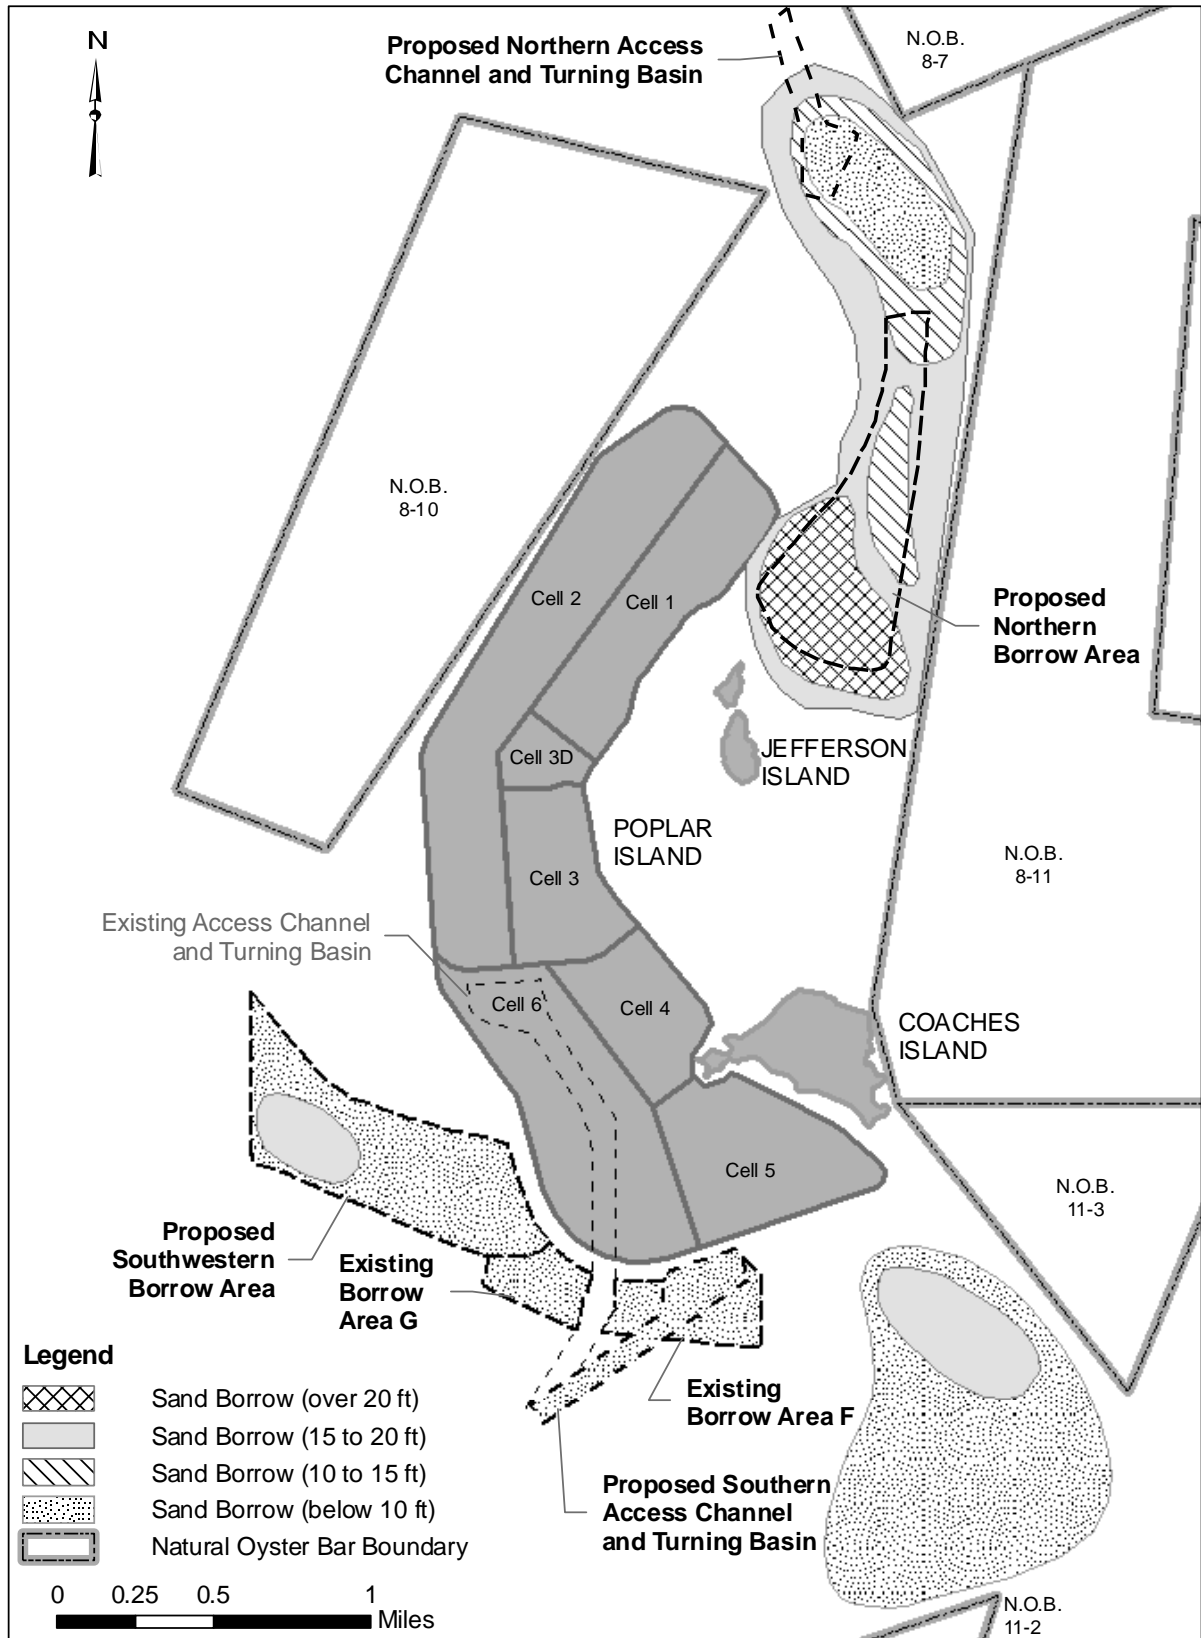 N
Proposed Northern Access
Channel and Turning Basin
N.O.B.
8-7
N.O.B.
8-10
Cell 2
Cell 1
Proposed
Northern
Borrow Area
Cell 3D
JEFFERSON
ISLAND
POPLAR
ISLAND
N.O.B.
8-11
Cell 3
Existing Access Channel
and Turning Basin
Cell 6
Cell 4
COACHES
ISLAND
Cell 5
N.O.B.
11-3
Proposed
Southwestern
Borrow Area
Existing
Borrow
Area G
Existing
Borrow Area F
Proposed Southern
Access Channel
and Turning Basin
N.O.B.
11-2
Legend
Sand Borrow (over 20 ft)
Sand Borrow (15 to 20 ft)
Sand Borrow (10 to 15 ft)
Sand Borrow (below 10 ft)
Natural Oyster Bar Boundary
0 0.25 0.5 1
Miles